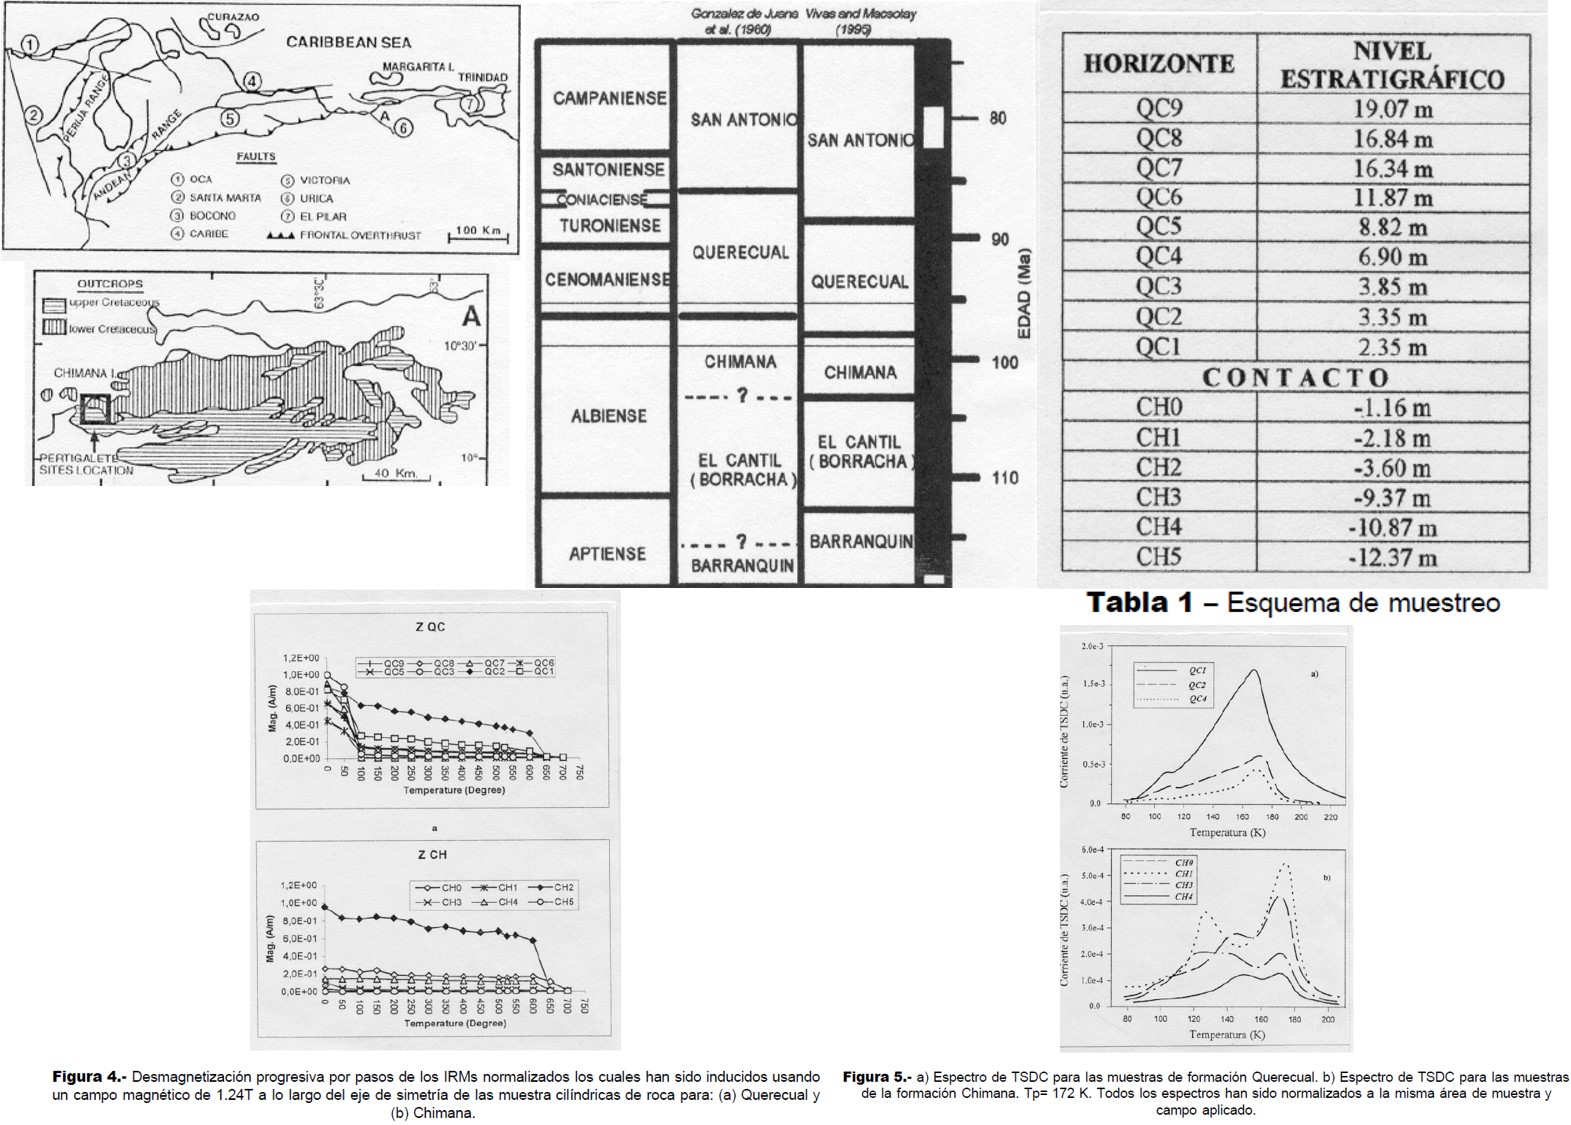 CURAZAO
CARIBBEAN SEA
MARGARITA I.
TRINIDAD
PERIJA RANGE
ANDEAN RANGE
A
1
2
3
4
5
6
7
FAULTS
① OCA
② SANTA MARTA
③ BOCONO
④ CARIBE
⑤ VICTORIA
⑥ URICA
⑦ EL PILAR
FRONTAL OVERTHRUST
100 Km
OUTCROPS
upper Cretaceous
lower Cretaceous
63°30'
A
10°30'
CHIMANA I.
PERTIGALETE
SITES LOCATION
10°
40 Km.
Gonzalez de Juana
et al. (1960)
Vivas and Macsotay
(1995)
CAMPANIENSE
SANTONIENSE
CONIACIENSE
TURONIENSE
CENOMANIENSE
ALBIENSE
APTIENSE
SAN ANTONIO
QUERECUAL
CHIMANA
---- ? ----
EL CANTIL
(BORRACHA)
---- ? ----
BARRANQUIN
SAN ANTONIO
QUERECUAL
CHIMANA
EL CANTIL
(BORRACHA)
BARRANQUIN
80
90
100
110
EDAD (Ma)
HORIZONTE NIVEL ESTRATIGRÁFICO
QC9 19.07 m
QC8 16.84 m
QC7 16.34 m
QC6 11.87 m
QC5 8.82 m
QC4 6.90 m
QC3 3.85 m
QC2 3.35 m
QC1 2.35 m
CONTACTO
CH0 -1.16 m
CH1 -2.18 m
CH2 -3.60 m
CH3 -9.37 m
CH4 -10.87 m
CH5 -12.37 m
Tabla 1 – Esquema de muestreo
Z QC
QC9 QC8 QC7 QC6
QC5 QC3 QC2 QC1
Mag. (A/m)
1,2E+00
1,0E+00
8,0E-01
6,0E-01
4,0E-01
2,0E-01
0,0E+00
0 50 100 150 200 250 300 350 400 450 500 550 600 650 700 750
Temperature (Degree)
a
Z CH
CH0 CH1 CH2
CH3 CH4 CH5
Mag. (A/m)
1,2E+00
1,0E+00
8,0E-01
6,0E-01
4,0E-01
2,0E-01
0,0E+00
0 50 100 150 200 250 300 350 400 450 500 550 600 650 700 750
Temperature (Degree)
QC1
QC2
QC4
a)
Corriente de TSDC (u.a.)
2.0e-3
1.5e-3
1.0e-3
0.5e-3
0.0
80 100 120 140 160 180 200 220
Temperatura (K)
CH0
CH1
CH3
CH4
b)
Corriente de TSDC (u.a.)
6.0e-4
5.0e-4
4.0e-4
3.0e-4
2.0e-4
1.0e-4
0.0
80 100 120 140 160 180 200
Temperatura (K)
Figura 4.- Desmagnetización progresiva por pasos de los IRMs normalizados los cuales han sido inducidos usando
un campo magnético de 1.24T a lo largo del eje de simetría de las muestra cilíndricas de roca para: (a) Querecual y
(b) Chimana.
Figura 5.- a) Espectro de TSDC para las muestras de formación Querecual. b) Espectro de TSDC para las muestras
de la formación Chimana. Tp= 172 K. Todos los espectros han sido normalizados a la misma área de muestra y
campo aplicado.